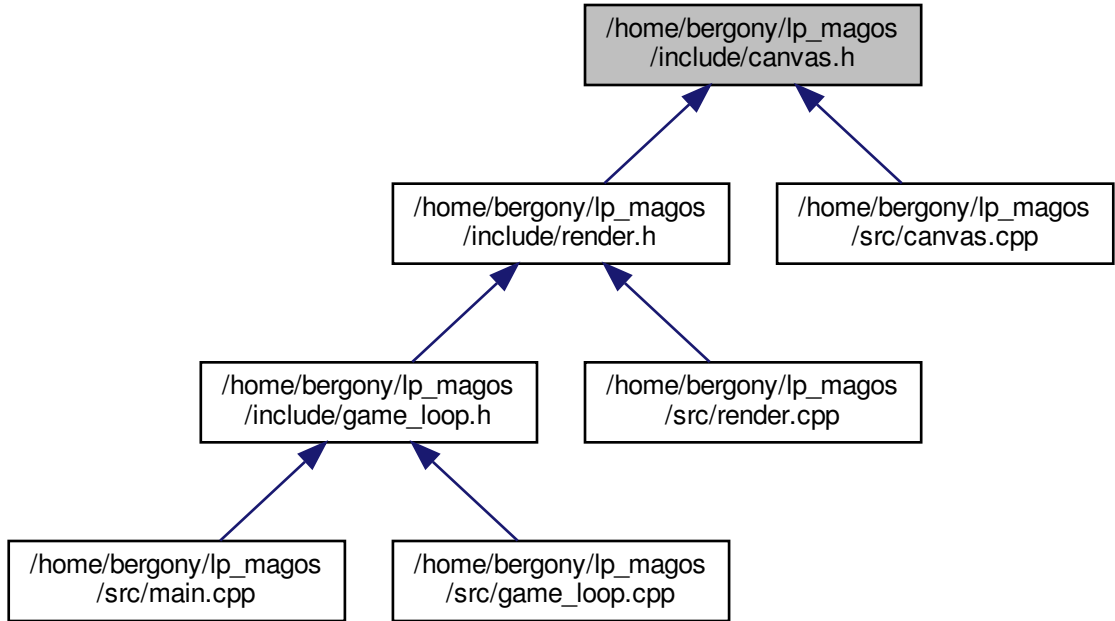 /home/bergony/lp_magos
/include/canvas.h
/home/bergony/lp_magos
/include/render.h
/home/bergony/lp_magos
/src/canvas.cpp
/home/bergony/lp_magos
/include/game_loop.h
/home/bergony/lp_magos
/src/render.cpp
/home/bergony/lp_magos
/src/main.cpp
/home/bergony/lp_magos
/src/game_loop.cpp